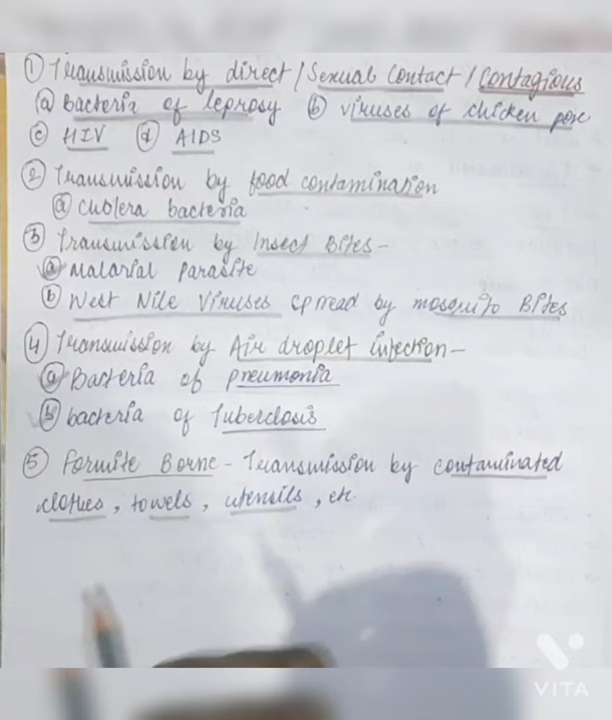 ① Transmission by direct / Sexual Contact / Contagious
ⓐ Bacteria of leprosy ⓑ viruses of chicken pox
ⓒ HIV ⓓ AIDS
② Transmission by food contamination
ⓐ Cholera bacteria
③ Transmission by Insect Bites -
ⓐ Malarial Parasite
ⓑ West Nile Viruses spread by mosquito Bites
④ Transmission by Air droplet infection -
ⓐ Bacteria of pneumonia
ⓑ bacteria of Tuberclosis
⑤ Formite Borne - Transmission by contaminated
clothes, towels, utensils, etc
VITA